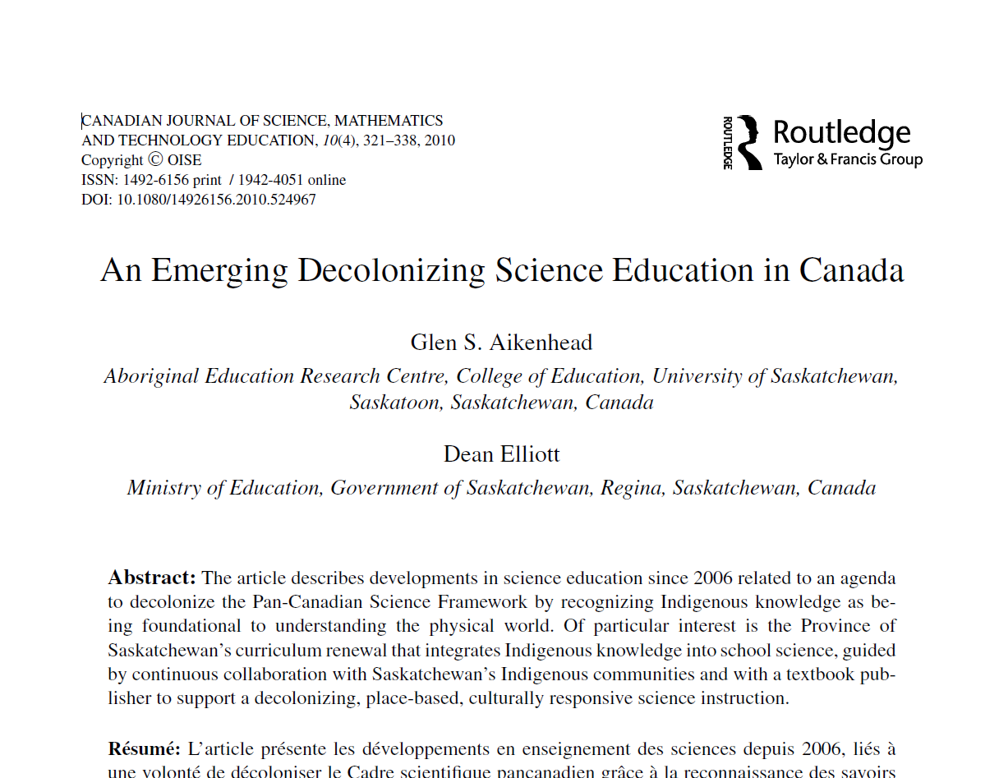 CANADIAN JOURNAL OF SCIENCE, MATHEMATICS
AND TECHNOLOGY EDUCATION, 10(4), 321–338, 2010
Copyright © OISE
ISSN: 1492-6156 print / 1942-4051 online
DOI: 10.1080/14926156.2010.524967
ROUTLEDGE
Routledge
Taylor & Francis Group
An Emerging Decolonizing Science Education in Canada
Glen S. Aikenhead
Aboriginal Education Research Centre, College of Education, University of Saskatchewan,
Saskatoon, Saskatchewan, Canada
Dean Elliott
Ministry of Education, Government of Saskatchewan, Regina, Saskatchewan, Canada
Abstract: The article describes developments in science education since 2006 related to an agenda
to decolonize the Pan-Canadian Science Framework by recognizing Indigenous knowledge as be-
ing foundational to understanding the physical world. Of particular interest is the Province of
Saskatchewan's curriculum renewal that integrates Indigenous knowledge into school science, guided
by continuous collaboration with Saskatchewan's Indigenous communities and with a textbook pub-
lisher to support a decolonizing, place-based, culturally responsive science instruction.
Résumé: L'article présente les développements en enseignement des sciences depuis 2006, liés à
une volonté de décoloniser le Cadre scientifique pancanadien grâce à la reconnaissance des savoirs